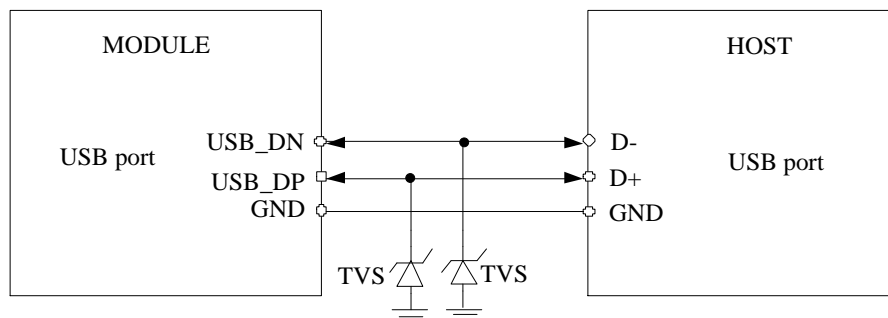 MODULE
HOST
USB_DN
D-
USB port
USB port
USB_DP
D+
GND
GND
TVS
TVS